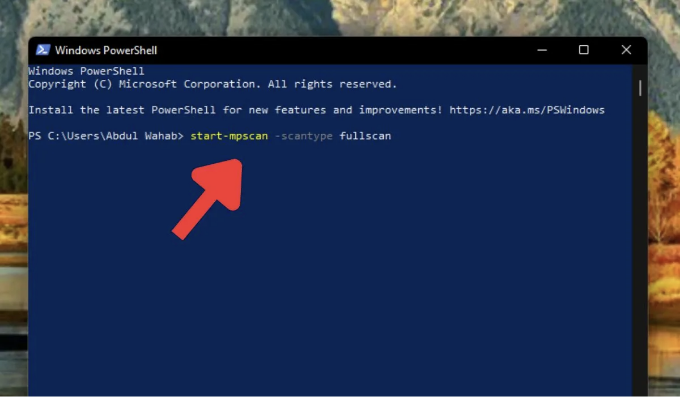 Windows PowerShell
Windows PowerShell
Copyright (C) Microsoft Corporation. All rights reserved.
Install the latest PowerShell for new features and improvements! https://aka.ms/PSWindows
PS C:\Users\Abdul Wahab> start-mpscan -scantype fullscan